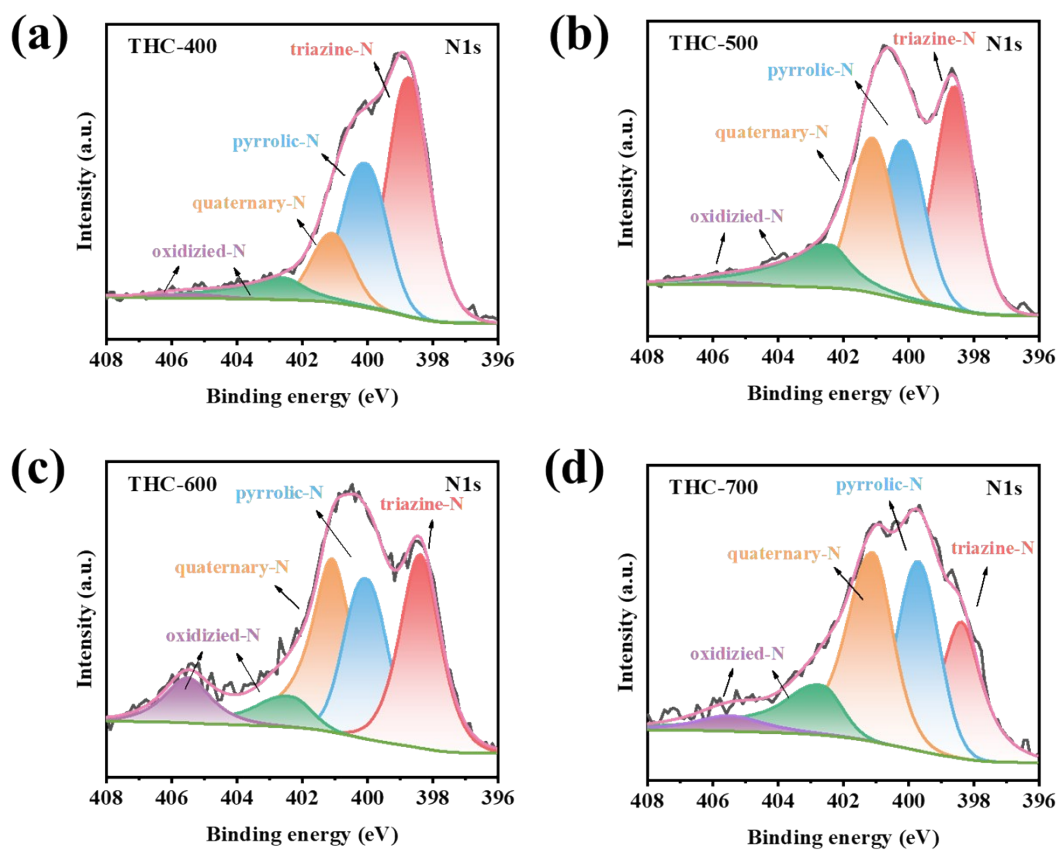 (a)
THC-400
N1s
triazine-N
pyrrolic-N
quaternary-N
oxidizied-N
Intensity (a.u.)
408 406 404 402 400 398 396
Binding energy (eV)
(b)
THC-500
N1s
triazine-N
pyrrolic-N
quaternary-N
oxidizied-N
Intensity (a.u.)
408 406 404 402 400 398 396
Binding energy (eV)
(c)
THC-600
N1s
pyrrolic-N
triazine-N
quaternary-N
oxidizied-N
Intensity (a.u.)
408 406 404 402 400 398 396
Binding energy (eV)
(d)
THC-700
N1s
pyrrolic-N
quaternary-N
triazine-N
oxidizied-N
Intensity (a.u.)
408 406 404 402 400 398 396
Binding energy (eV)